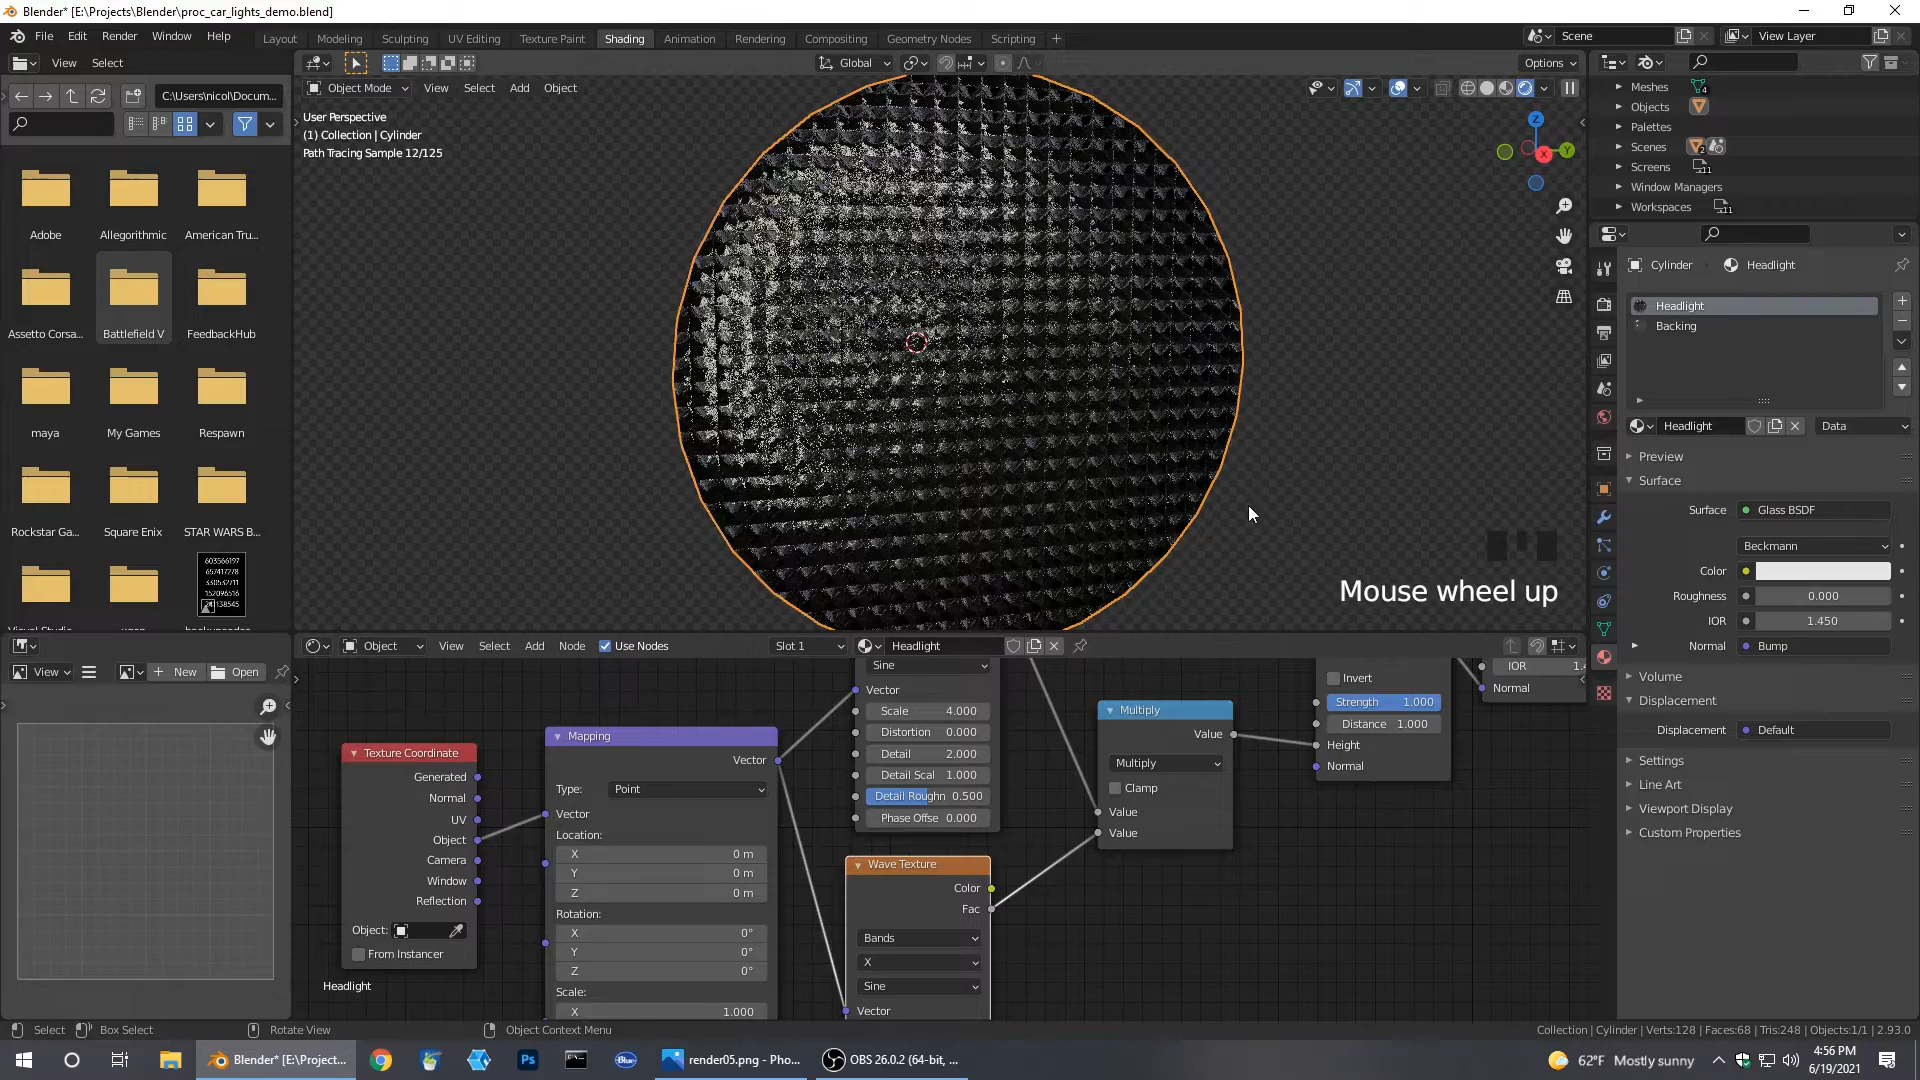 Blender* [E:\Projects\Blender\proc_car_lights_demo.blend]
File Edit Render Window Help
Layout Modeling Sculpting UV Editing Texture Paint Shading Animation Rendering Compositing Geometry Nodes Scripting
Scene
View Layer
View Select
Global
Options
C:\Users\nicol\Docum...
Object Mode View Select Add Object
User Perspective
(1) Collection | Cylinder
Path Tracing Sample 12/125
Adobe
Allegorithmic
American Tru...
Assetto Corsa...
Battlefield V
FeedbackHub
maya
My Games
Respawn
Rockstar Ga...
Square Enix
STAR WARS B...
Z
Y
X
Mouse wheel up
Meshes
4
Objects
Palettes
Scenes
2
Screens
11
Window Managers
Workspaces
11
Cylinder
Headlight
Headlight
Backing
Headlight
Data
Preview
Surface
Surface Glass BSDF
Beckmann
Color
Roughness 0.000
IOR 1.450
Normal Bump
Volume
Displacement
Displacement Default
Settings
Line Art
Viewport Display
Custom Properties
View New Open
Object View Select Add Node Use Nodes Slot 1 Headlight
Texture Coordinate
Generated
Normal
UV
Object
Camera
Window
Reflection
Object:
From Instancer
Headlight
Mapping
Vector
Type: Point
Vector
Location:
X 0 m
Y 0 m
Z 0 m
Rotation:
X 0°
Y 0°
Z 0°
Scale:
X 1.000
Sine
Vector
Scale 4.000
Distortion 0.000
Detail 2.000
Detail Scal 1.000
Detail Roughn 0.500
Phase Offse 0.000
Wave Texture
Color
Fac
Bands
X
Sine
Vector
Multiply
Value
Multiply
Clamp
Value
Value
Invert
Strength 1.000
Distance 1.000
Height
Normal
IOR
Normal
Select Box Select Rotate View Object Context Menu
Collection | Cylinder | Verts:128 | Faces:68 | Tris:248 | Objects:1/1 | 2.93.0
Blender* [E:\Project...
render05.png - Pho...
OBS 26.0.2 (64-bit, ...
62°F Mostly sunny
4:56 PM
6/19/2021